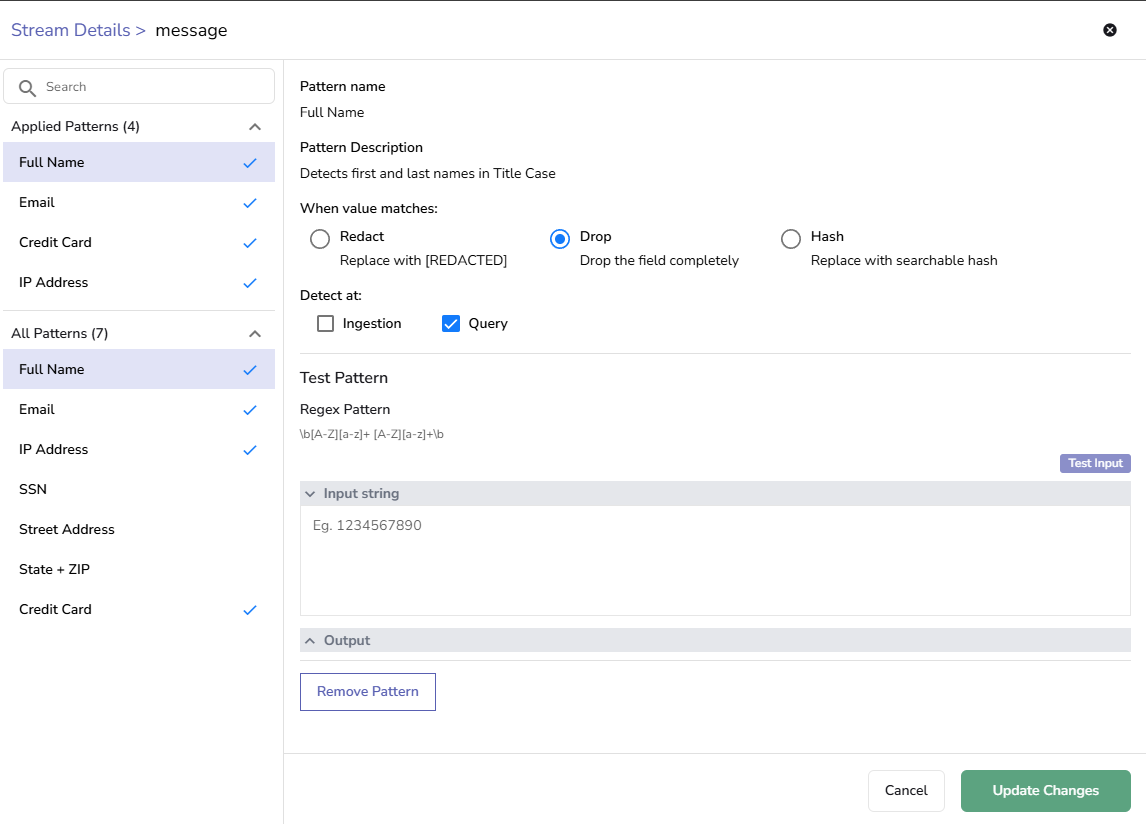 Stream Details > message
Search
Applied Patterns (4)
Full Name
Email
Credit Card
IP Address
All Patterns (7)
Full Name
Email
IP Address
SSN
Street Address
State + ZIP
Credit Card
Pattern name
Full Name
Pattern Description
Detects first and last names in Title Case
When value matches:
Redact
Replace with [REDACTED]
Drop
Drop the field completely
Hash
Replace with searchable hash
Detect at:
Ingestion Query
Test Pattern
Regex Pattern
\b[A-Z][a-z]+ [A-Z][a-z]+\b
Test Input
Input string
Eg. 1234567890
Output
Remove Pattern
Cancel Update Changes